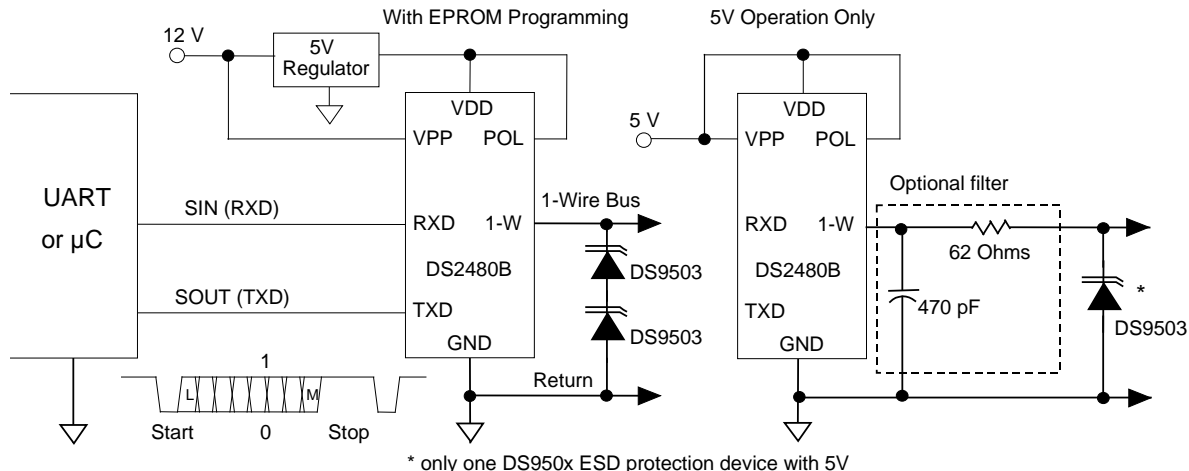 With EPROM Programming
5V Operation Only
12 V
5V
Regulator
VDD
VPP
POL
UART
or µC
SIN (RXD)
RXD
1-W
1-Wire Bus
DS2480B
DS9503
SOUT (TXD)
TXD
DS9503
GND
Return
1
L
M
Start
0
Stop
5 V
VDD
VPP
POL
Optional filter
RXD
1-W
62 Ohms
DS2480B
470 pF
*
TXD
DS9503
GND
* only one DS950x ESD protection device with 5V